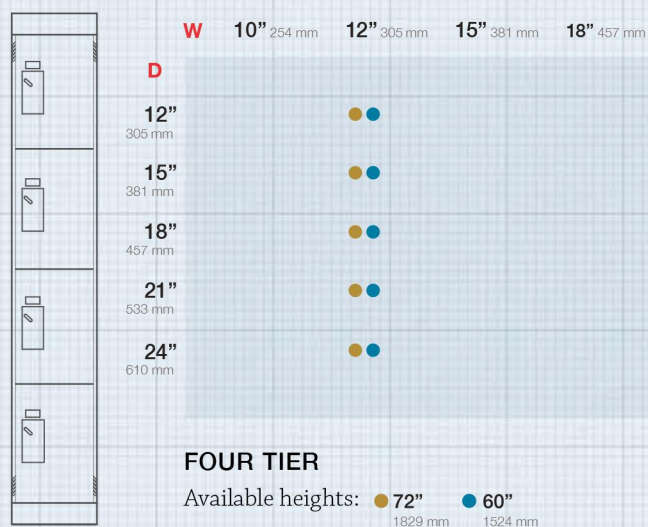 W 10” 254 mm 12” 305 mm 15” 381 mm 18” 457 mm
D
12”
305 mm
15”
381 mm
18”
457 mm
21”
533 mm
24”
610 mm
FOUR TIER
Available heights: 72” 60”
1829 mm 1524 mm